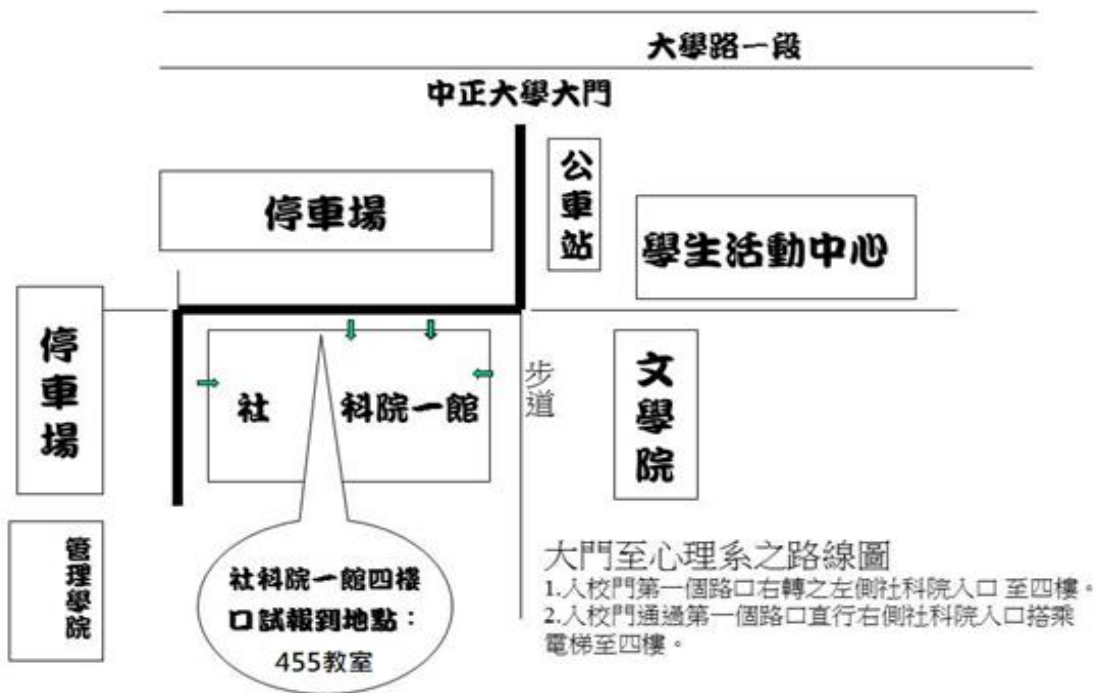 大學路一段
中正大學大門
停車場
公車站
學生活動中心
停車場
社 科院一館
步道
文學院
管理學院
社科院一館四樓
口試報到地點：
455教室
大門至心理系之路線圖
1.入校門第一個路口右轉之左側社科院入口 至四樓。
2.入校門通過第一個路口直行右側社科院入口搭乘
電梯至四樓。